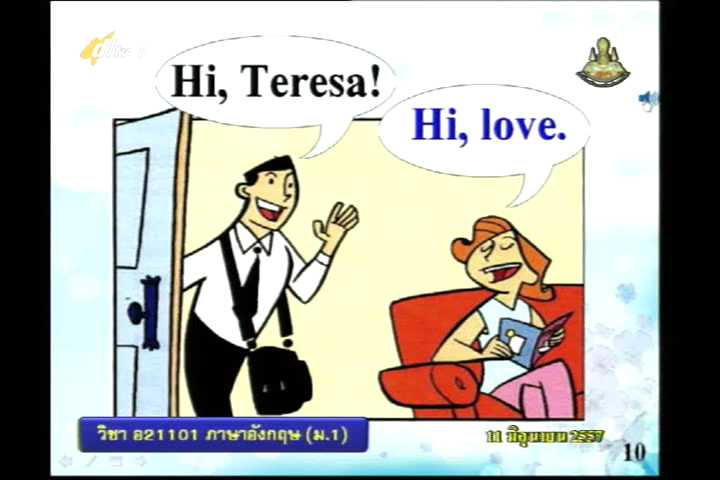 Hi, Teresa!
Hi, love.
วิชา อ21101 ภาษาอังกฤษ (ม.1)
11 มิถุนายน 2557
10